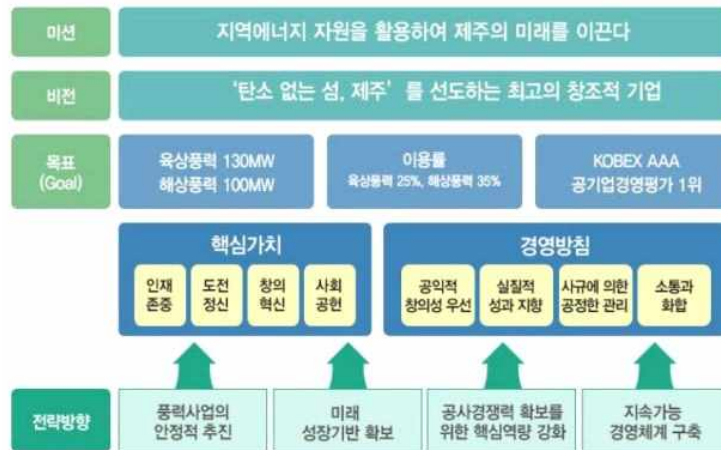 미션
지역에너지 자원을 활용하여 제주의 미래를 이끈다
비전
'탄소 없는 섬, 제주' 를 선도하는 최고의 창조적 기업
목표
(Goal)
육상풍력 130MW
해상풍력 100MW
이용률
육상풍력 25%, 해상풍력 35%
KOBEX AAA
공기업경영평가 1위
핵심가치
인재
존중
도전
정신
창의
혁신
사회
공헌
경영방침
공익적
창의성 우선
실질적
성과 지향
사규에 의한
공정한 관리
소통과
화합
전략방향
풍력사업의
안정적 추진
미래
성장기반 확보
공사경쟁력 확보를
위한 핵심역량 강화
지속가능
경영체계 구축